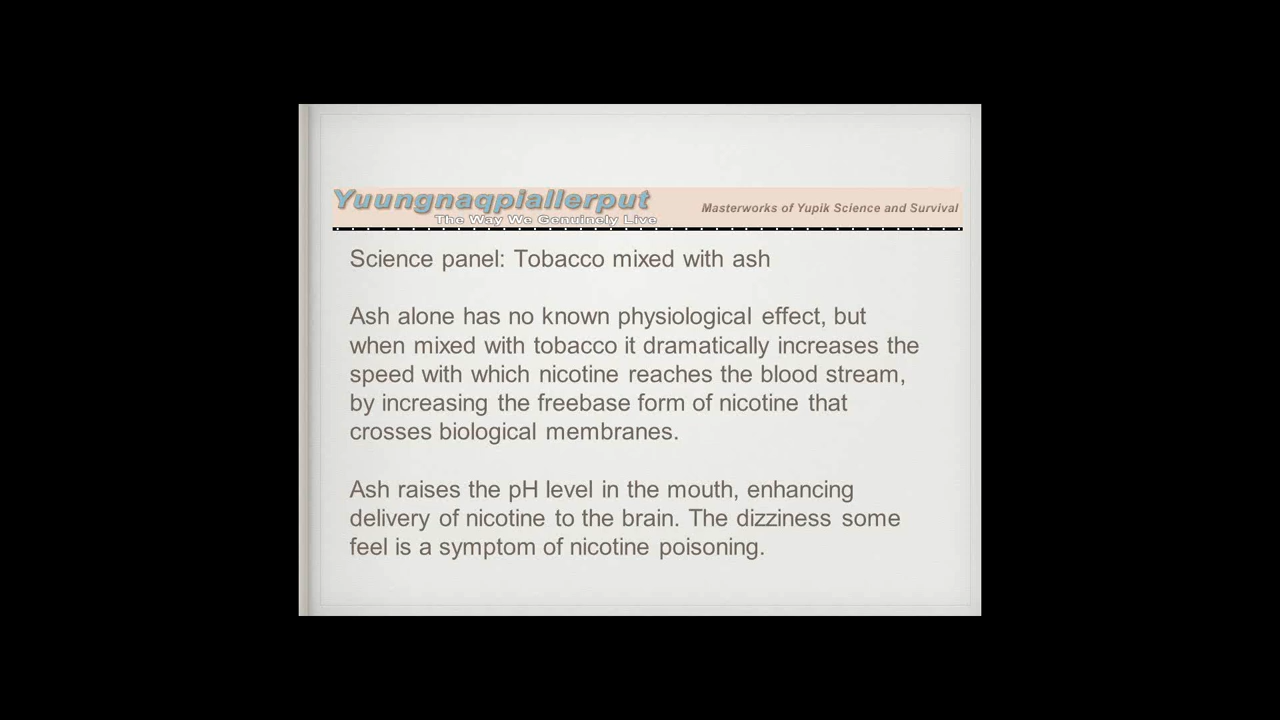 Yuungnaqpiallerput
The Way We Genuinely Live
Masterworks of Yupik Science and Survival
Science panel: Tobacco mixed with ash
Ash alone has no known physiological effect, but
when mixed with tobacco it dramatically increases the
speed with which nicotine reaches the blood stream,
by increasing the freebase form of nicotine that
crosses biological membranes.
Ash raises the pH level in the mouth, enhancing
delivery of nicotine to the brain. The dizziness some
feel is a symptom of nicotine poisoning.